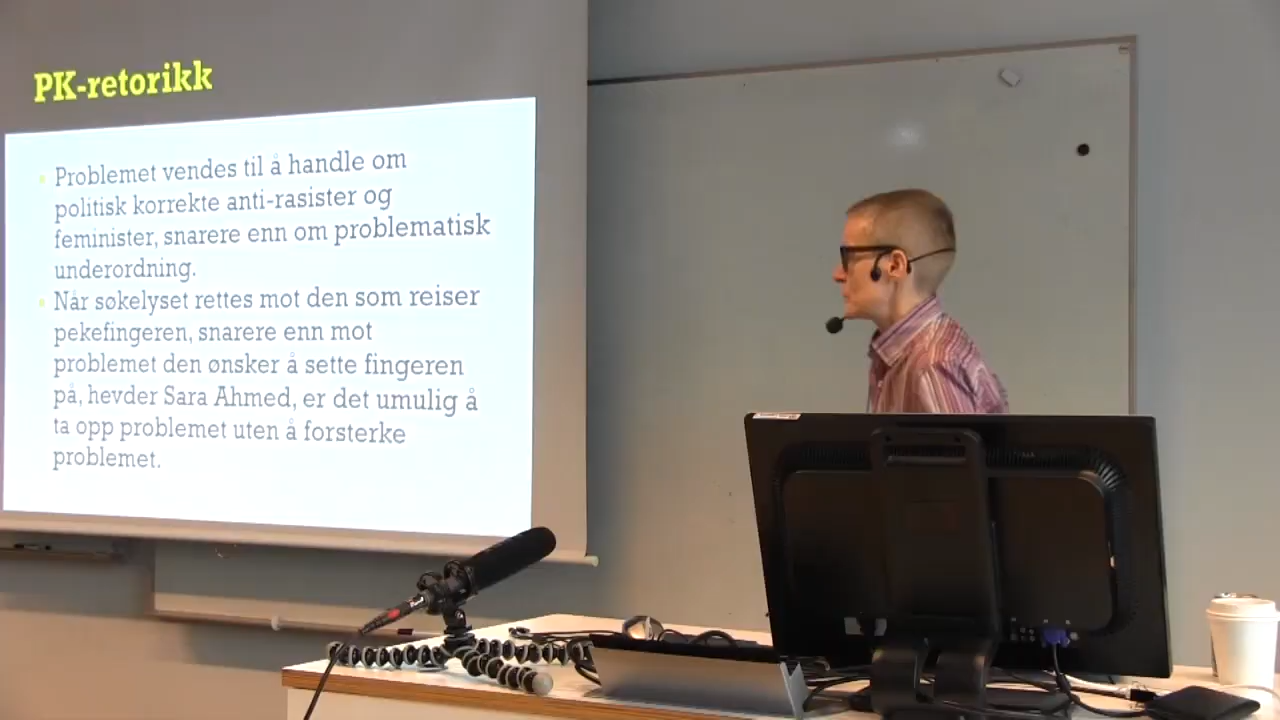 PK-retorikk
Problemet vendes til å handle om
politisk korrekte anti-rasister og
feminister, snarere enn om problematisk
underordning.
Når søkelyset rettes mot den som reiser
pekefingeren, snarere enn mot
problemet den ønsker å sette fingeren
på, hevder Sara Ahmed, er det umulig å
ta opp problemet uten å forsterke
problemet.